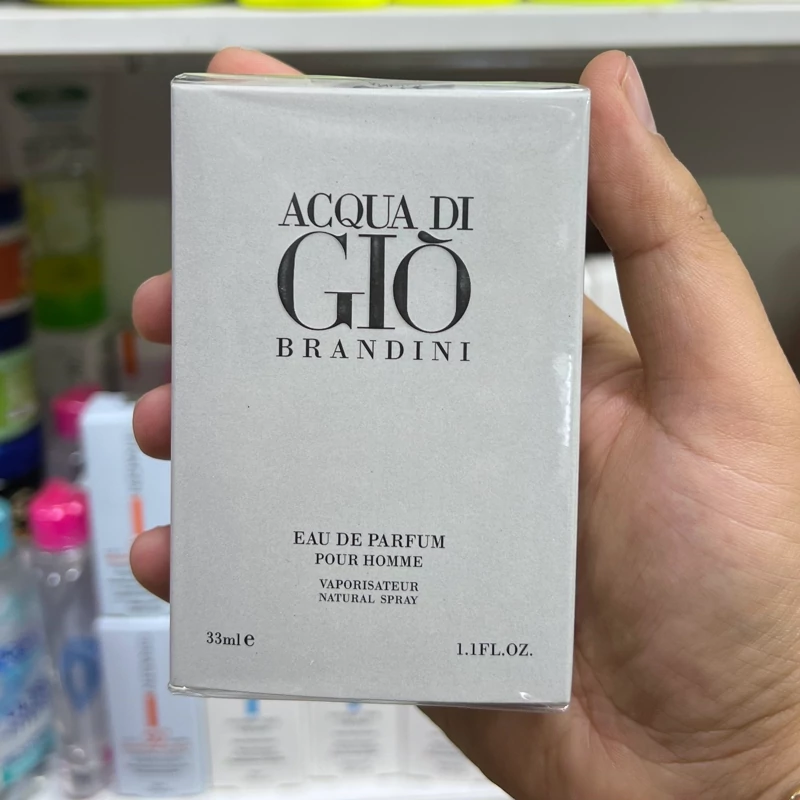 ACQUA DI
GIÒ
BRANDINI
EAU DE PARFUM
POUR HOMME
VAPORISATEUR
NATURAL SPRAY
33ml e
1.1FL.OZ.